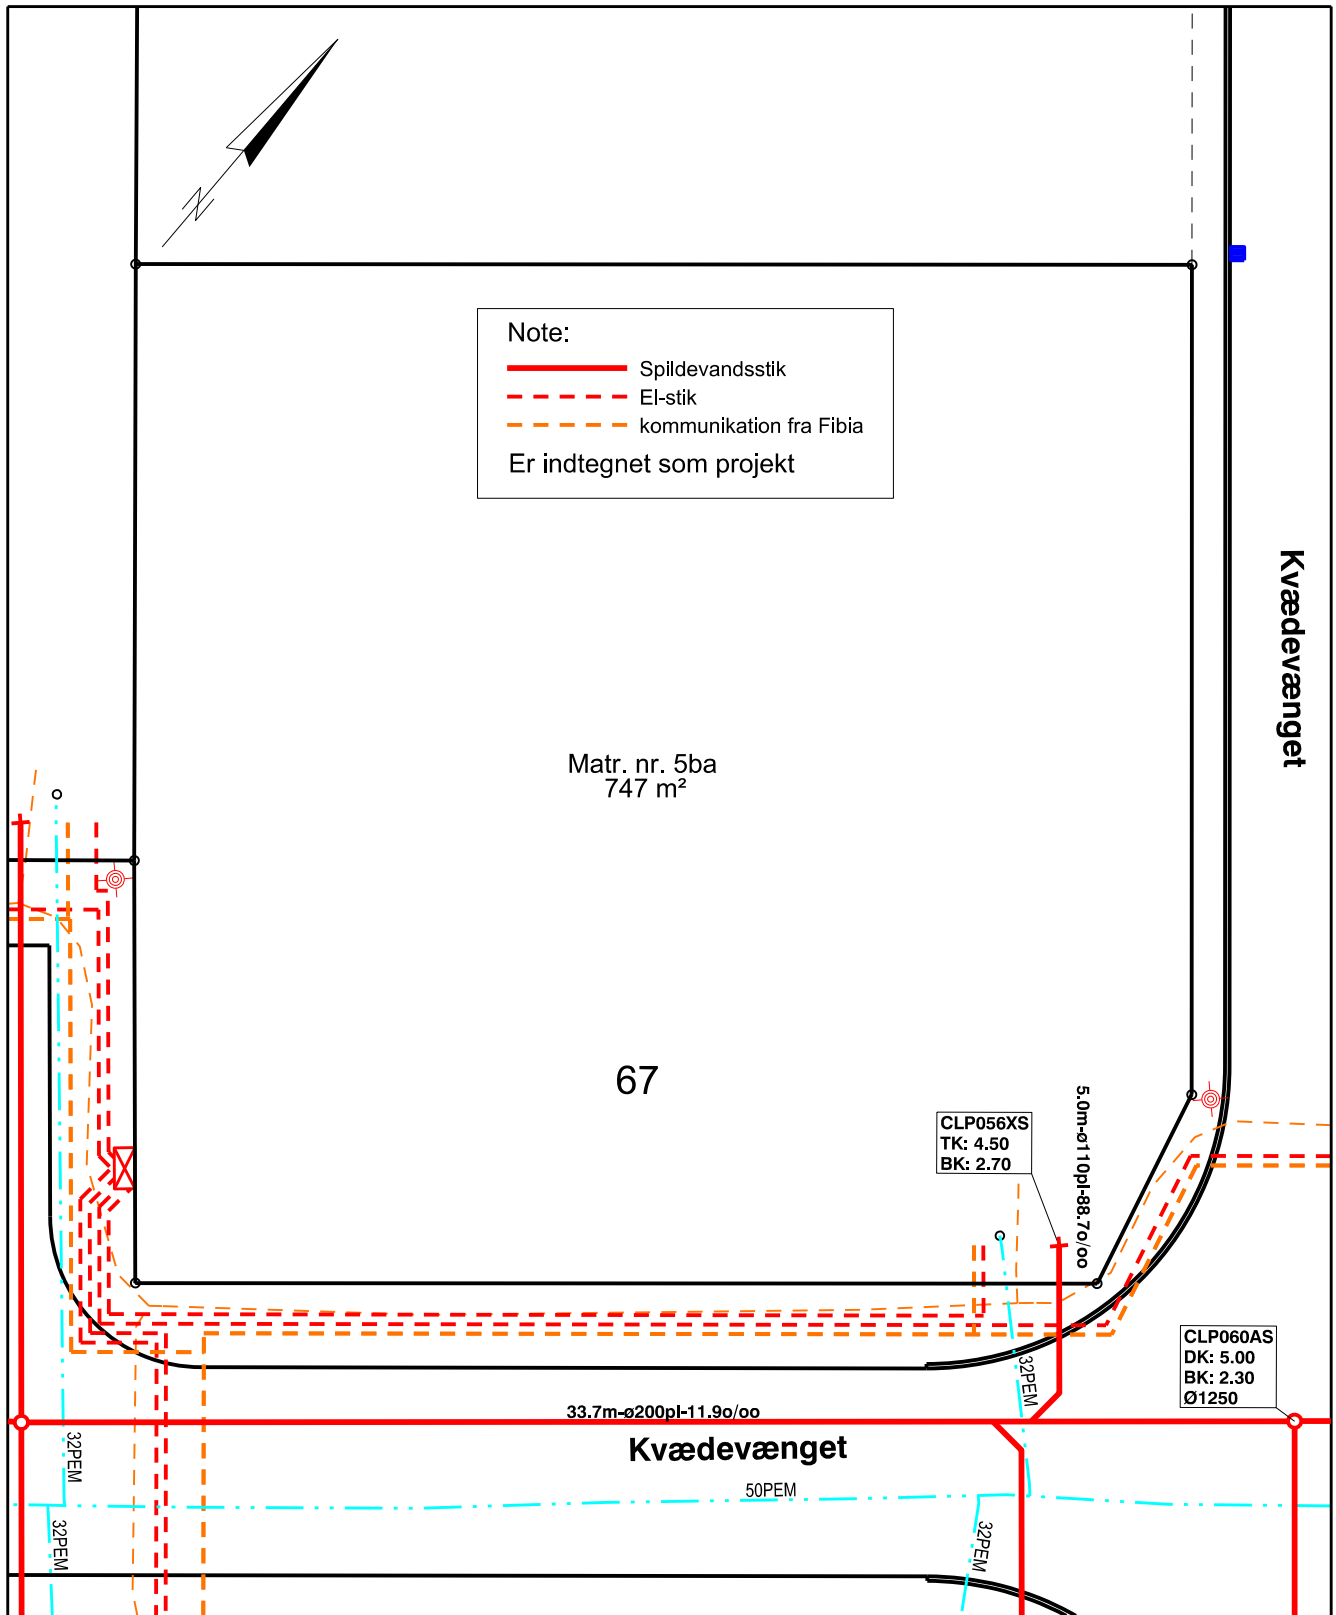 N
Note:
Spildevandsstik
El-stik
kommunikation fra Fibia
Er indtegnet som projekt
Kvædevænget
Matr. nr. 5ba
747 m²
67
CLP056XS
TK: 4.50
BK: 2.70
5.0m-ø110pl-88.7o/oo
CLP060AS
DK: 5.00
BK: 2.30
Ø1250
32PEM
33.7m-ø200pl-11.9o/oo
Kvædevænget
32PEM
50PEM
32PEM
32PEM